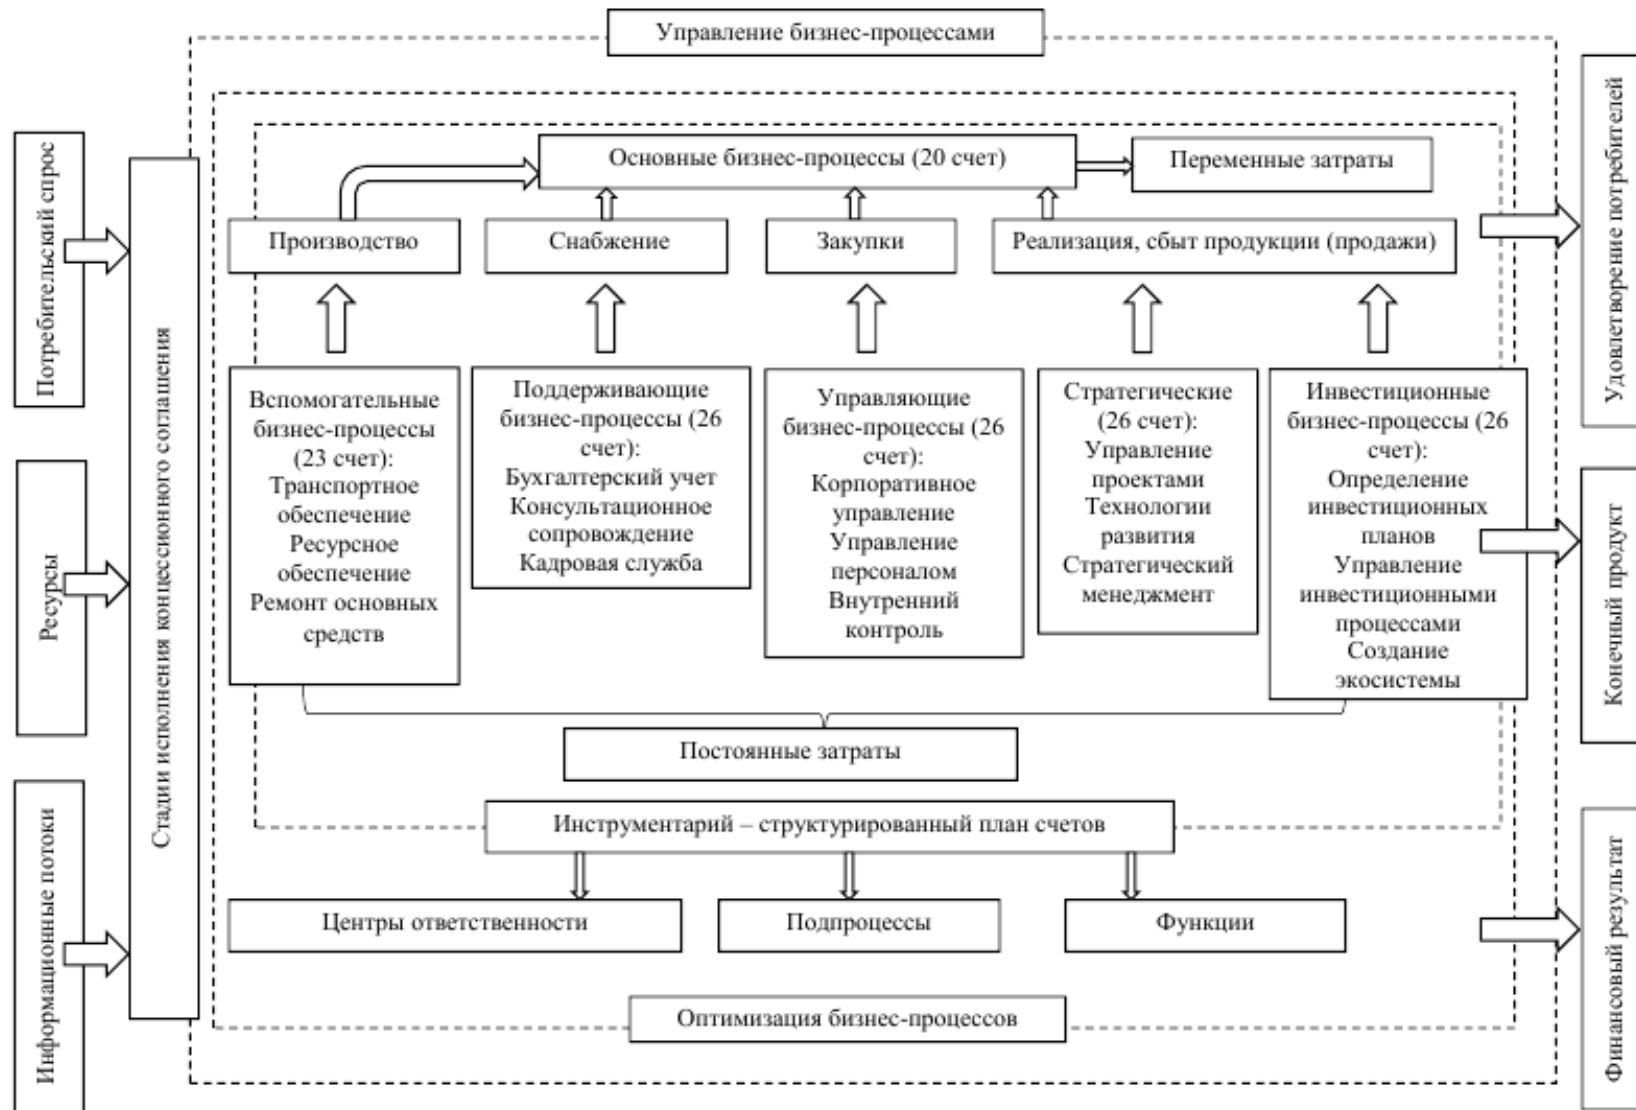 Управление бизнес-процессами
Потребительский спрос
Ресурсы
Информационные потоки
Стадии исполнения концессионного соглашения
Основные бизнес-процессы (20 счет)
Переменные затраты
Производство
Снабжение
Закупки
Реализация, сбыт продукции (продажи)
Вспомогательные
бизнес-процессы
(23 счет):
Транспортное
обеспечение
Ресурсное
обеспечение
Ремонт основных
средств
Поддерживающие
бизнес-процессы (26
счет):
Бухгалтерский учет
Консультационное
сопровождение
Кадровая служба
Управляющие
бизнес-процессы (26
счет):
Корпоративное
управление
Управление
персоналом
Внутренний
контроль
Стратегические
(26 счет):
Управление
проектами
Технологии
развития
Стратегический
менеджмент
Инвестиционные
бизнес-процессы (26
счет):
Определение
инвестиционных
планов
Управление
инвестиционными
процессами
Создание
экосистемы
Постоянные затраты
Инструментарий – структурированный план счетов
Центры ответственности
Подпроцессы
Функции
Оптимизация бизнес-процессов
Удовлетворение потребителей
Конечный продукт
Финансовый результат